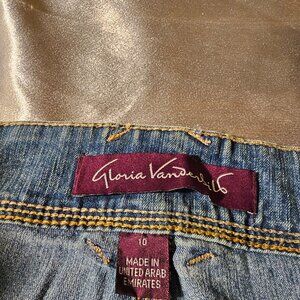 Gloria Vanderbilt
10
MADE IN
UNITED ARAB
EMIRATES